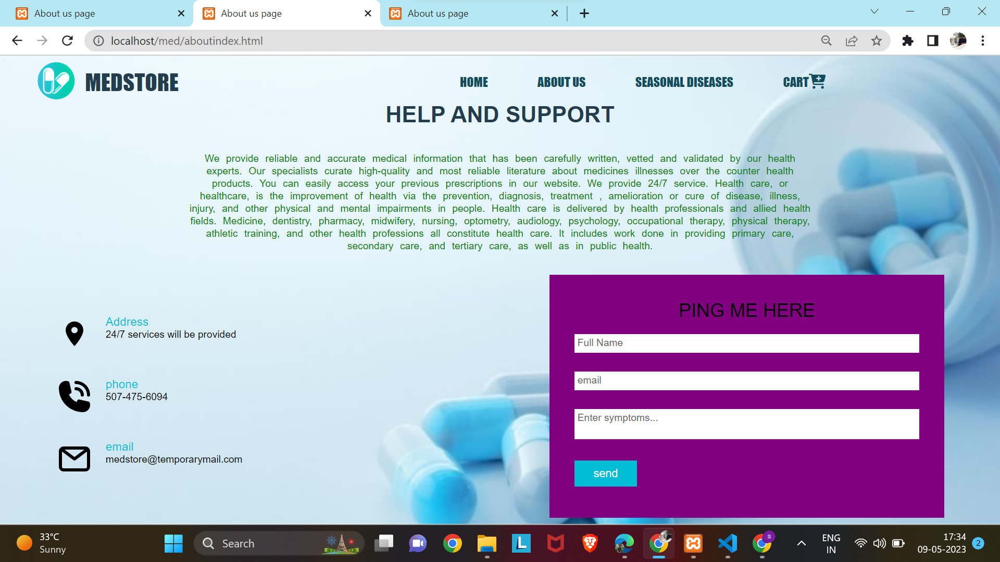 About us page
About us page
About us page
localhost/med/aboutindex.html
MEDSTORE
HOME
ABOUT US
SEASONAL DISEASES
CART
HELP AND SUPPORT
We provide reliable and accurate medical information that has been carefully written, vetted and validated by our health
experts. Our specialists curate high-quality and most reliable literature about medicines illnesses over the counter health
products. You can easily access your previous prescriptions in our website. We provide 24/7 service. Health care, or
healthcare, is the improvement of health via the prevention, diagnosis, treatment , amelioration or cure of disease, illness,
injury, and other physical and mental impairments in people. Health care is delivered by health professionals and allied health
fields. Medicine, dentistry, pharmacy, midwifery, nursing, optometry, audiology, psychology, occupational therapy, physical therapy,
athletic training, and other health professions all constitute health care. It includes work done in providing primary care,
secondary care, and tertiary care, as well as in public health.
Address
24/7 services will be provided
phone
507-475-6094
email
medstore@temporarymail.com
PING ME HERE
Full Name
email
Enter symptoms...
send
33°C
Sunny
Search
L
S
ENG
IN
17:34
09-05-2023
2